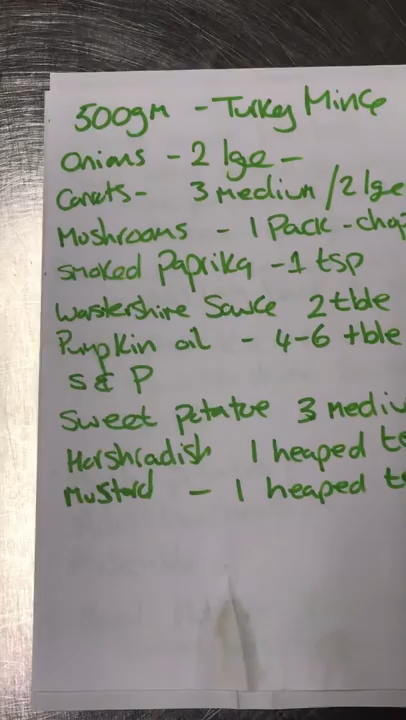 500gm - Turkey Mince
Onions - 2 lge -
Carrots - 3 medium / 2 lge
Mushrooms - 1 Pack - chop
Smoked Paprika - 1 tsp
Wastershire Sauce 2 tble
Pumpkin oil - 4-6 tble
S & P
Sweet potatoe 3 mediu
Horshradish 1 heaped te
Mustard - 1 heaped